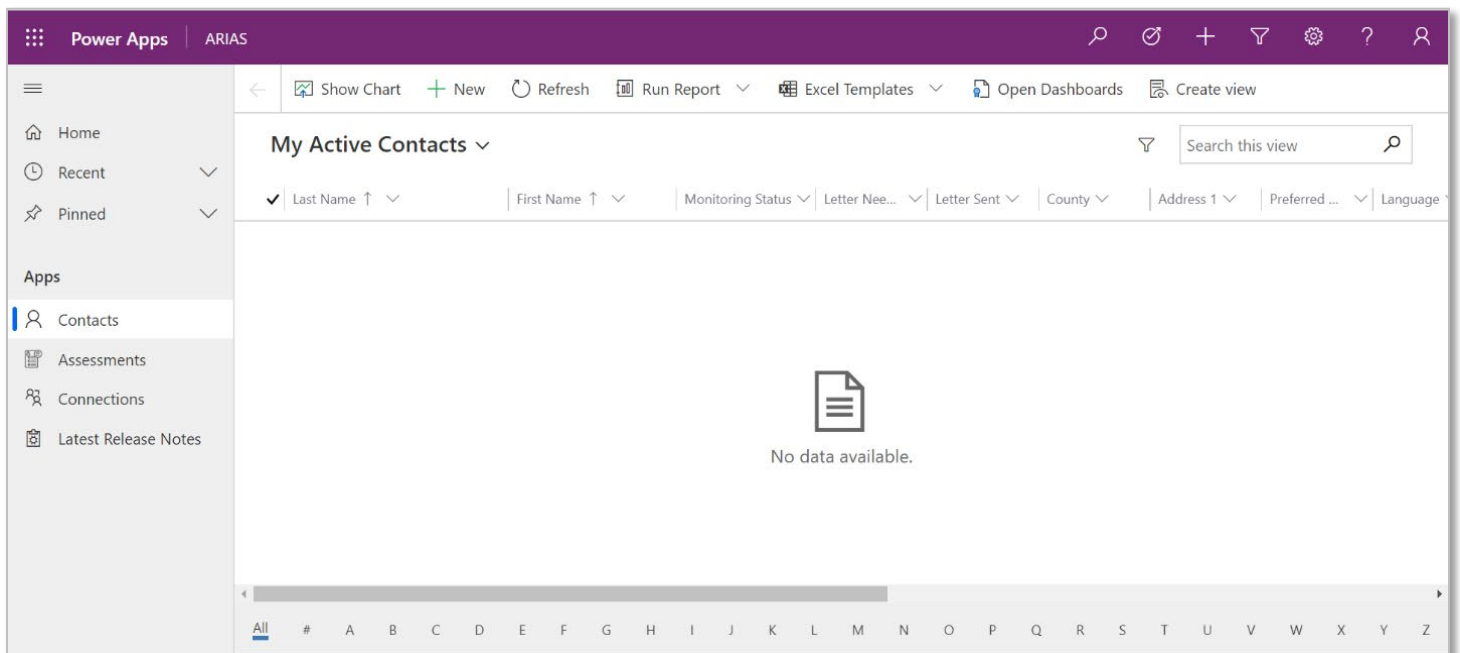 Power Apps ARIAS
Show Chart New Refresh Run Report Excel Templates Open Dashboards Create view
Home
Recent
Pinned
Apps
Contacts
Assessments
Connections
Latest Release Notes
My Active Contacts
Search this view
Last Name ↑ First Name ↑ Monitoring Status Letter Nee... Letter Sent County Address 1 Preferred ... Language
No data available.
All # A B C D E F G H I J K L M N O P Q R S T U V W X Y Z